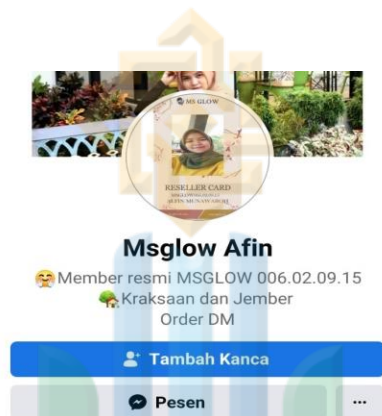 MS GLOW
RESELLER CARD
Msglow Afin
🤗Member resmi MSGLOW 006.02.09.15
🏡Kraksaan dan Jember
Order DM
Tambah Kanca
Pesen
...